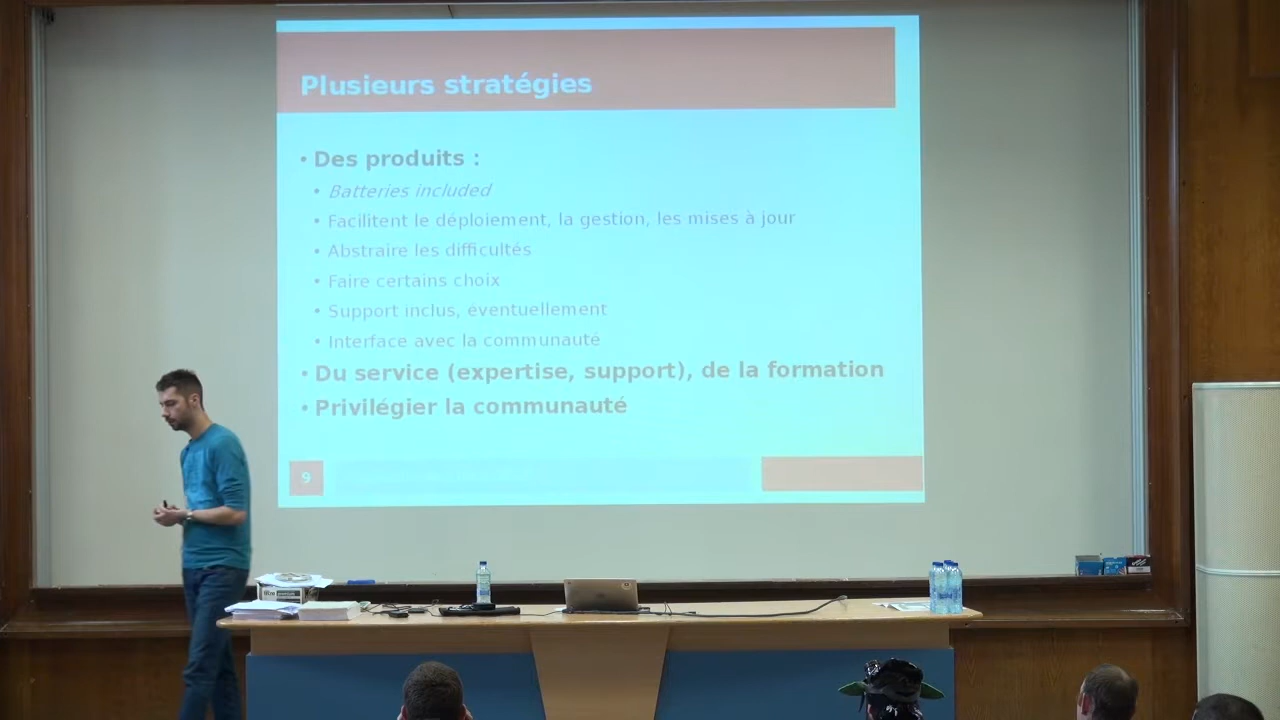 Plusieurs stratégies
• Des produits :
• Batteries included
• Facilitent le déploiement, la gestion, les mises à jour
• Abstraire les difficultés
• Faire certains choix
• Support inclus, éventuellement
• Interface avec la communauté
• Du service (expertise, support), de la formation
• Privilégier la communauté
9